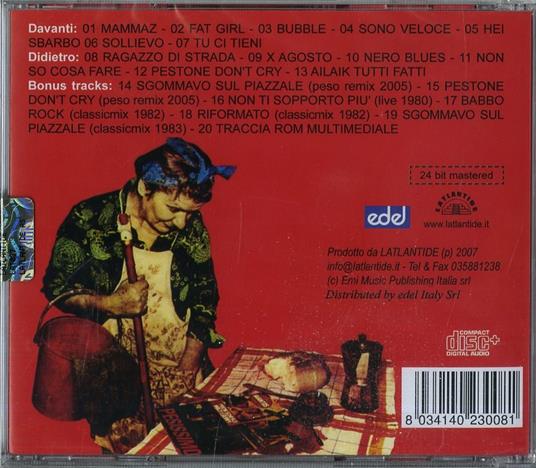 Davanti: 01 MAMMAZ - 02 FAT GIRL - 03 BUBBLE - 04 SONO VELOCE - 05 HEI
SBARBO 06 SOLLIEVO - 07 TU CI TIENI
Didietro: 08 RAGAZZO DI STRADA - 09 X AGOSTO - 10 NERO BLUES - 11 NON
SO COSA FARE - 12 PESTONE DON'T CRY - 13 AILAIK TUTTI FATTI
Bonus tracks: 14 SGOMMAVO SUL PIAZZALE (peso remix 2005) - 15 PESTONE
DON'T CRY (peso remix 2005) - 16 NON TI SOPPORTO PIU' (live 1980) - 17 BABBO
ROCK (classicmix 1982) - 18 RIFORMATO (classicmix 1982) - 19 SGOMMAVO SUL
PIAZZALE (classicmix 1983) - 20 TRACCIA ROM MULTIMEDIALE
24 bit mastered
edel
LATLANTIDE
www.latlantide.it
Prodotto da LATLANTIDE (p) 2007
info@latlantide.it - Tel & Fax 035881238
(c) Emi Music Publishing Italia srl
Distributed by edel Italy Srl
COMPACT
disc+
DIGITAL AUDIO
8 034140 230081